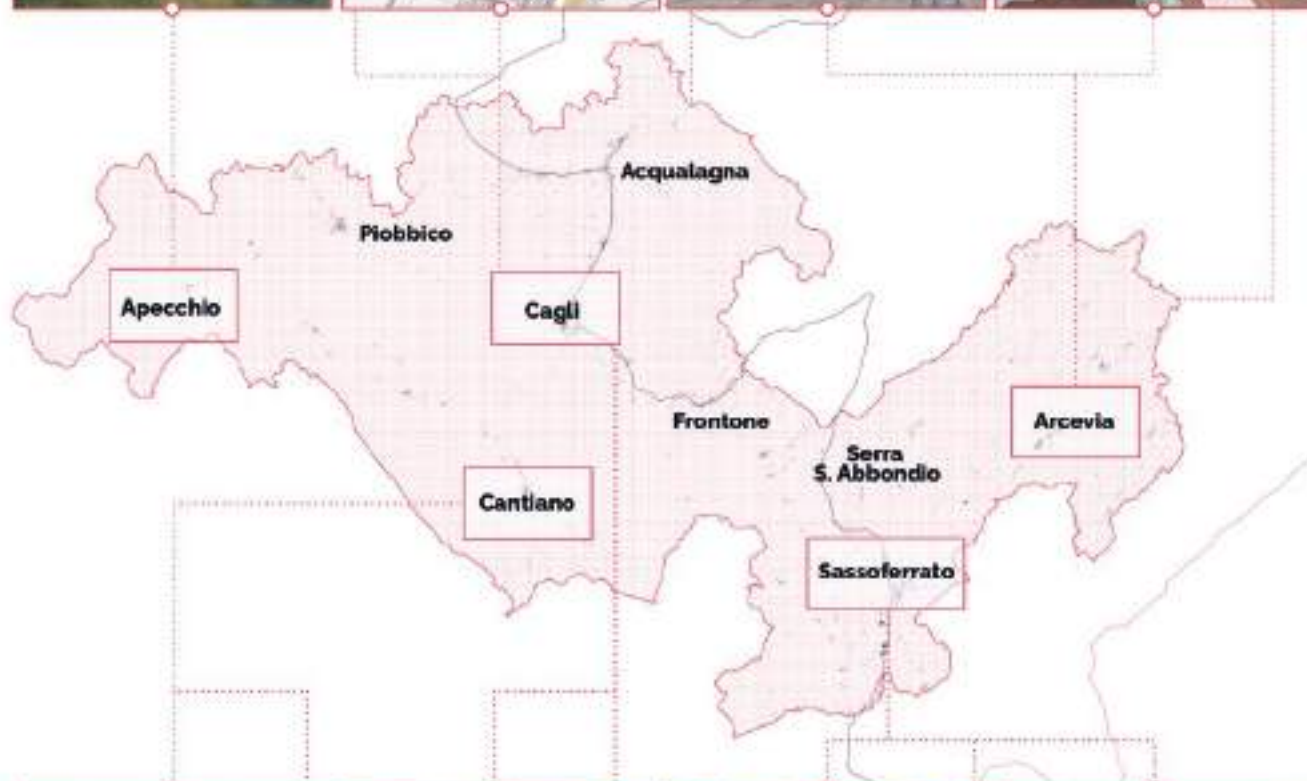 Acqualagna
Piobbico
Apecchio
Cagli
Frontone
Arcevia
Serra
S. Abbondio
Cantiano
Sassoferrato